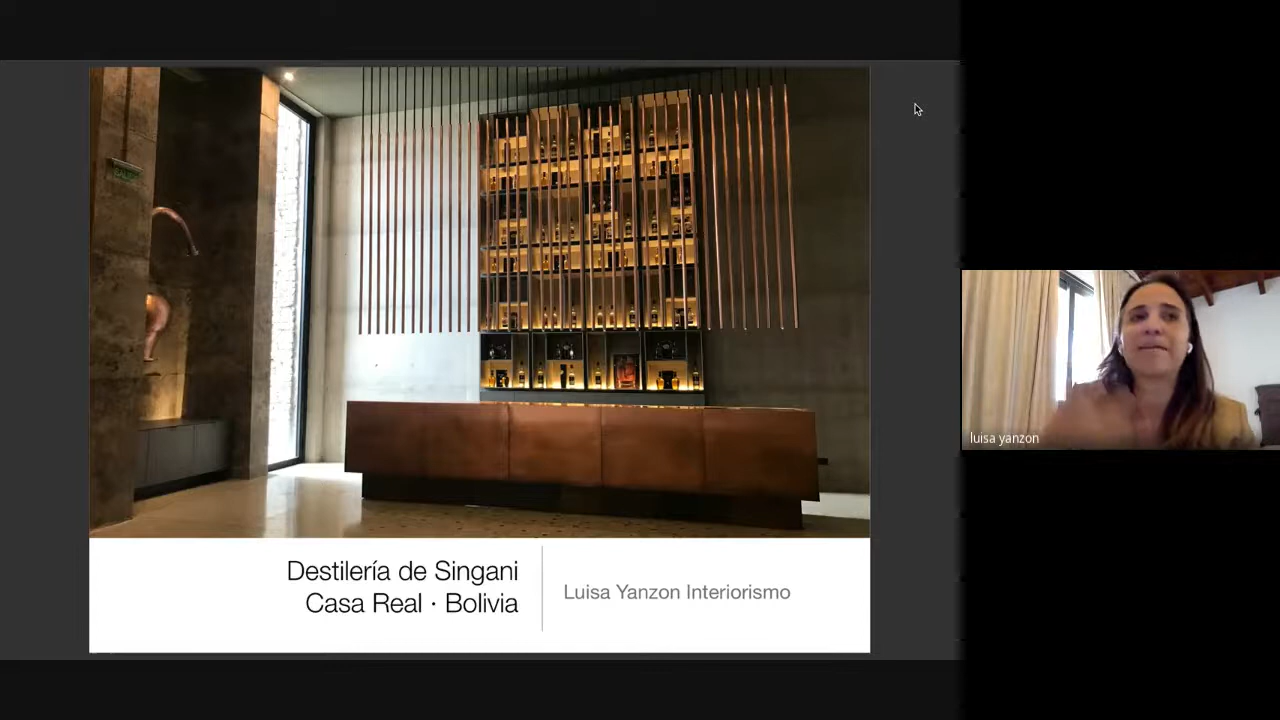 Destilería de Singani
Casa Real · Bolivia
Luisa Yanzon Interiorismo
luisa yanzon